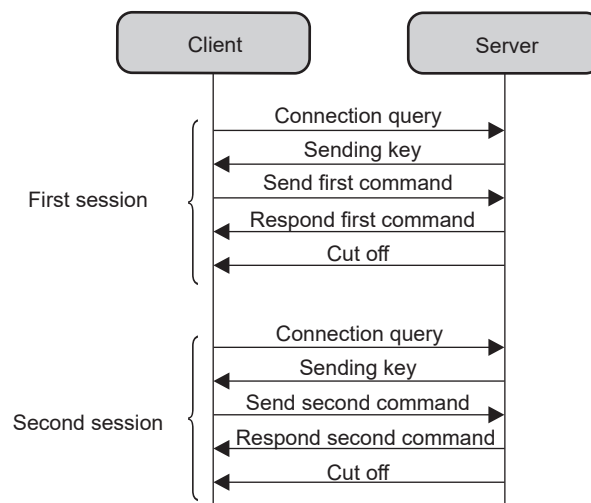 Client
Server
Connection query
Sending key
Send first command
First session
Respond first command
Cut off
Connection query
Sending key
Send second command
Second session
Respond second command
Cut off